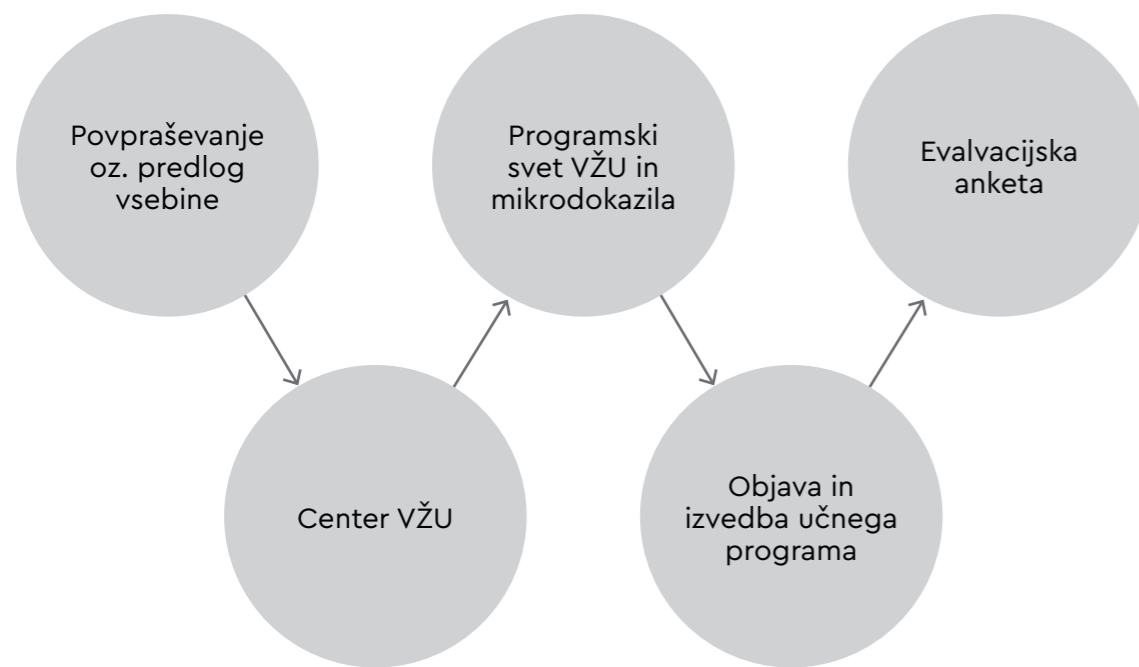 Povpraševanje
oz. predlog
vsebine
Center VŽU
Programski
svet VŽU in
mikrodokazila
Objava in
izvedba učnega
programa
Evalvacijska
anketa